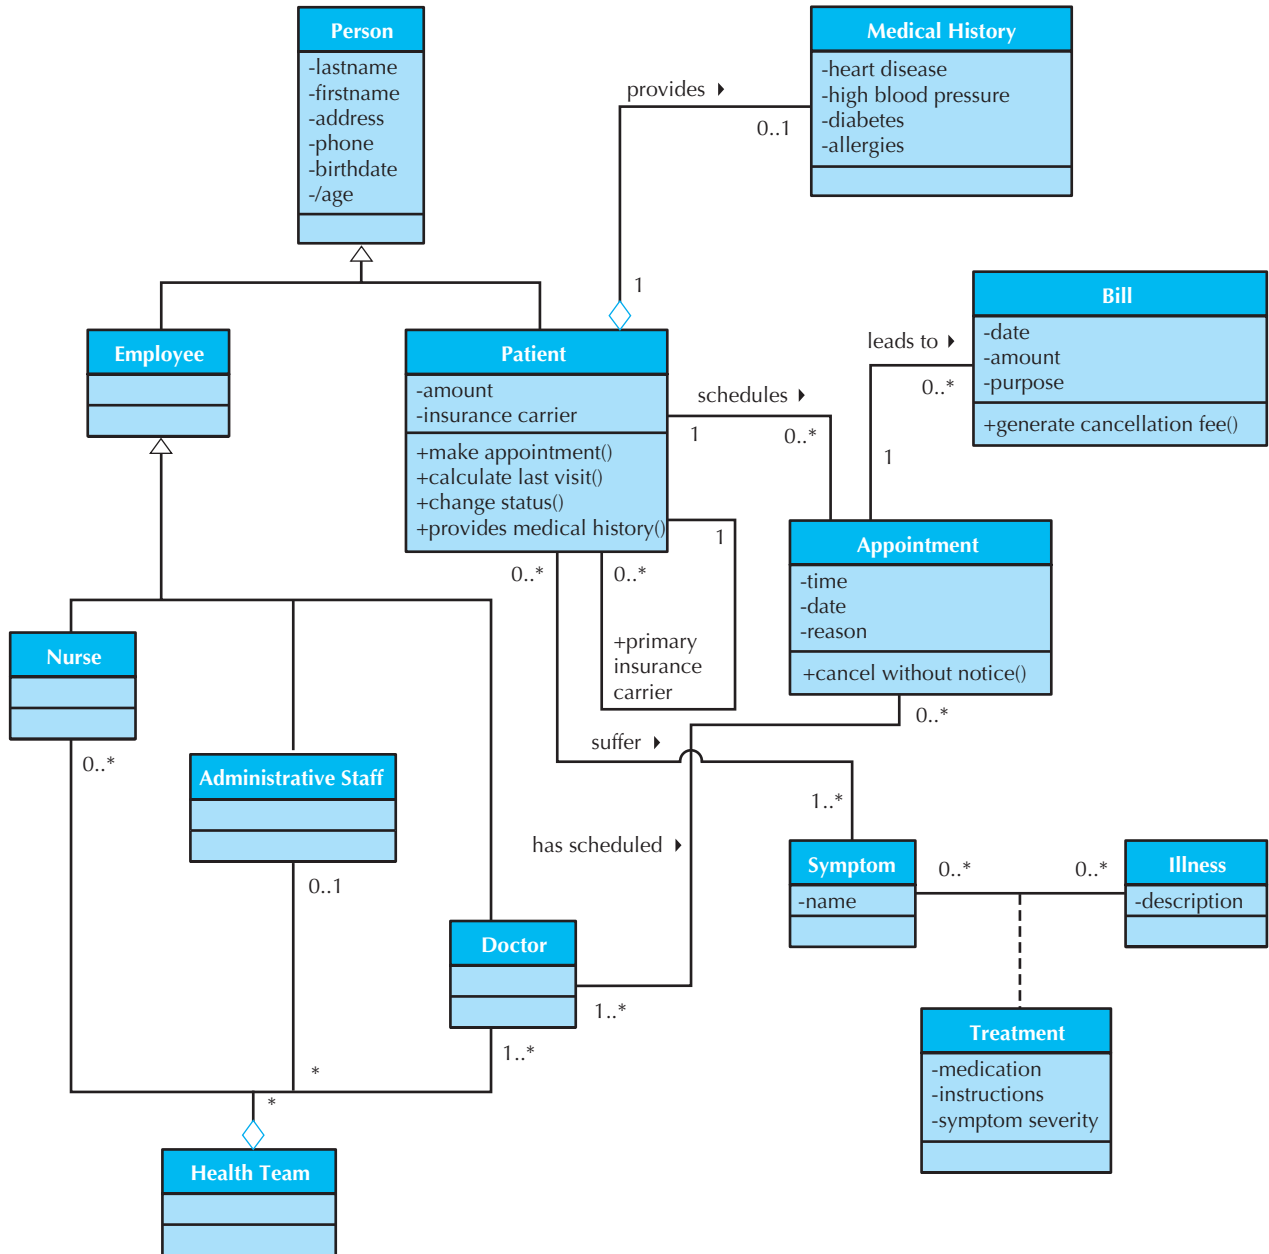 Person
-lastname
-firstname
-address
-phone
-birthdate
-/age
Medical History
-heart disease
-high blood pressure
-diabetes
-allergies
provides
0..1
1
Employee
Patient
-amount
-insurance carrier
+make appointment()
+calculate last visit()
+change status()
+provides medical history()
schedules
1
0..*
Bill
-date
-amount
-purpose
+generate cancellation fee()
leads to
0..*
1
Appointment
-time
-date
-reason
+cancel without notice()
0..*
0..*
0..*
1
+primary
insurance
carrier
suffer
1..*
has scheduled
Nurse
0..*
Administrative Staff
0..1
Doctor
1..*
1..*
Symptom
-name
0..*
0..*
Illness
-description
Treatment
-medication
-instructions
-symptom severity
*
*
Health Team